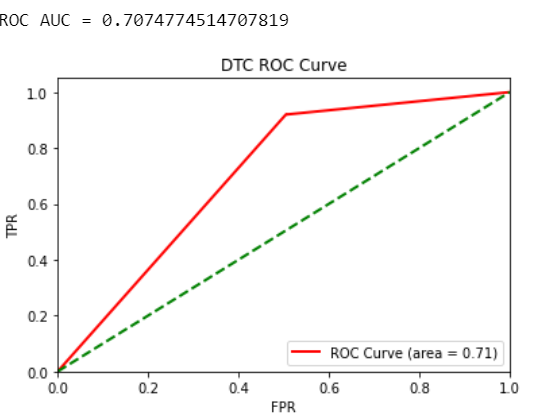 ROC AUC = 0.7074774514707819
DTC ROC Curve
1.0
0.8
0.6
0.4
0.2
0.0
TPR
ROC Curve (area = 0.71)
0.0 0.2 0.4 0.6 0.8 1.0
FPR